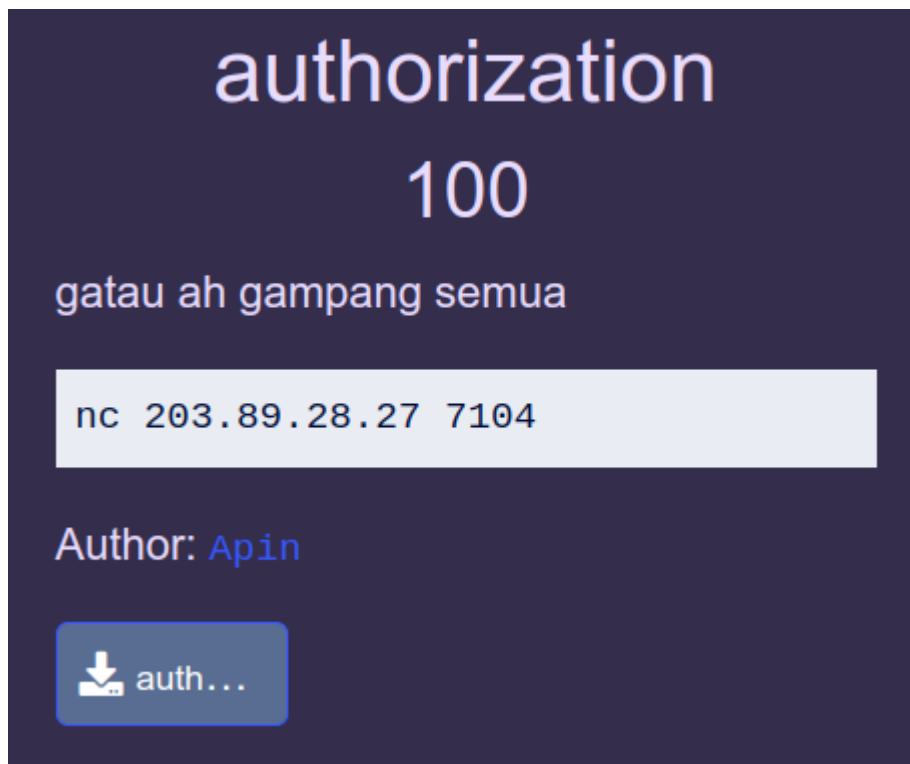 authorization
100
gatau ah gampang semua
nc 203.89.28.27 7104
Author: Apin
auth...